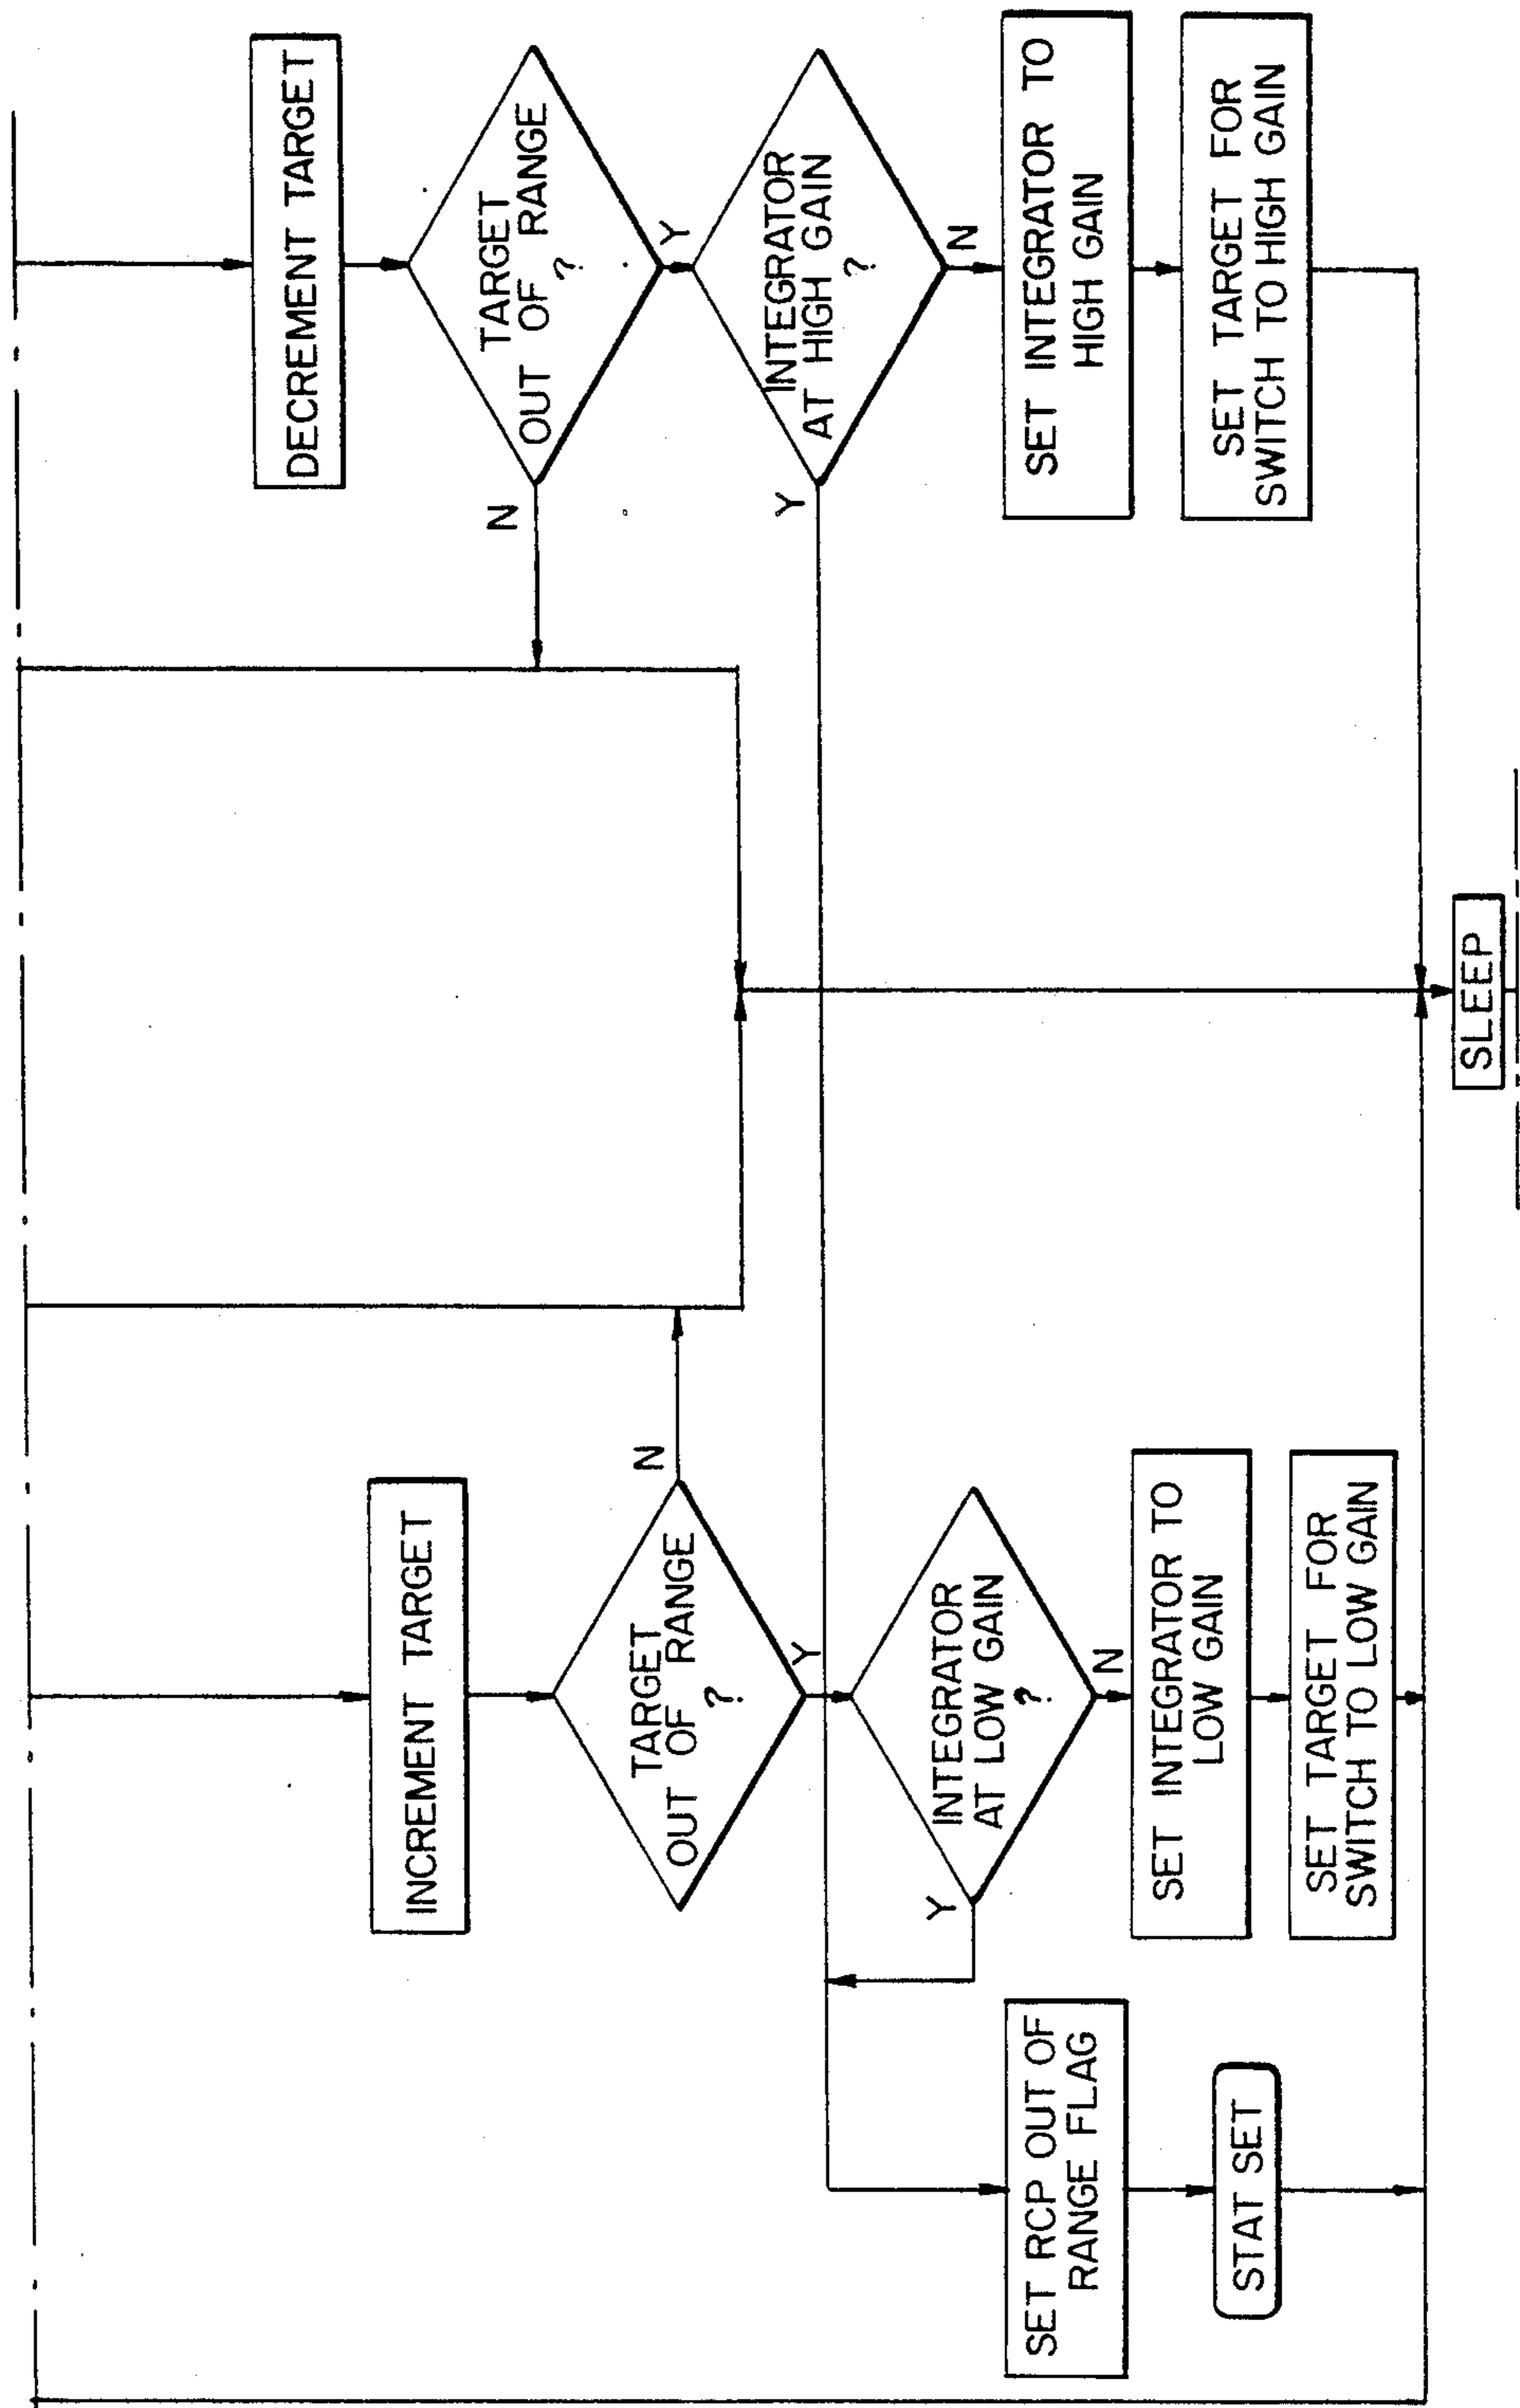 DECREMENT TARGET
TARGET
OUT OF RANGE
?
N
Y
INTEGRATOR
AT HIGH GAIN
?
Y
N
SET INTEGRATOR TO
HIGH GAIN
SET TARGET FOR
SWITCH TO HIGH GAIN
INCREMENT TARGET
TARGET
OUT OF RANGE
?
N
Y
INTEGRATOR
AT LOW GAIN
?
Y
N
SET INTEGRATOR TO
LOW GAIN
SET TARGET FOR
SWITCH TO LOW GAIN
SET RCP OUT OF
RANGE FLAG
STAT SET
SLEEP